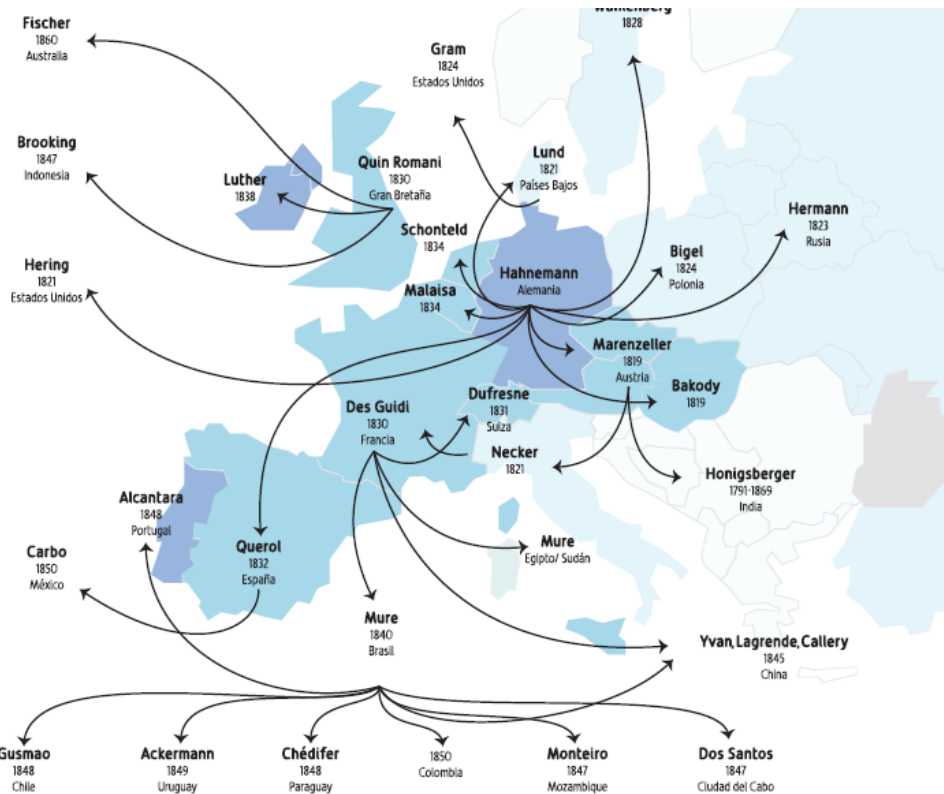 Wahlenberg
1828
Fischer
1860
Australia
Gram
1824
Estados Unidos
Brooking
1847
Indonesia
Luther
1838
Quin Romani
1830
Gran Bretaña
Lund
1821
Países Bajos
Hermann
1823
Rusia
Schonteld
1834
Bigel
1824
Polonia
Hering
1821
Estados Unidos
Hahnemann
Alemania
Malaisa
1834
Marenzeller
1819
Austria
Bakody
1819
Des Guidi
1830
Francia
Dufresne
1831
Suiza
Necker
1821
Honigsberger
1791-1869
India
Alcantara
1848
Portugal
Querol
1832
España
Mure
Egipto/ Sudán
Carbo
1850
México
Mure
1840
Brasil
Yvan, Lagrende, Callery
1845
China
Gusmao
1848
Chile
Ackermann
1849
Uruguay
Chédifer
1848
Paraguay
1850
Colombia
Monteiro
1847
Mozambique
Dos Santos
1847
Ciudad del Cabo